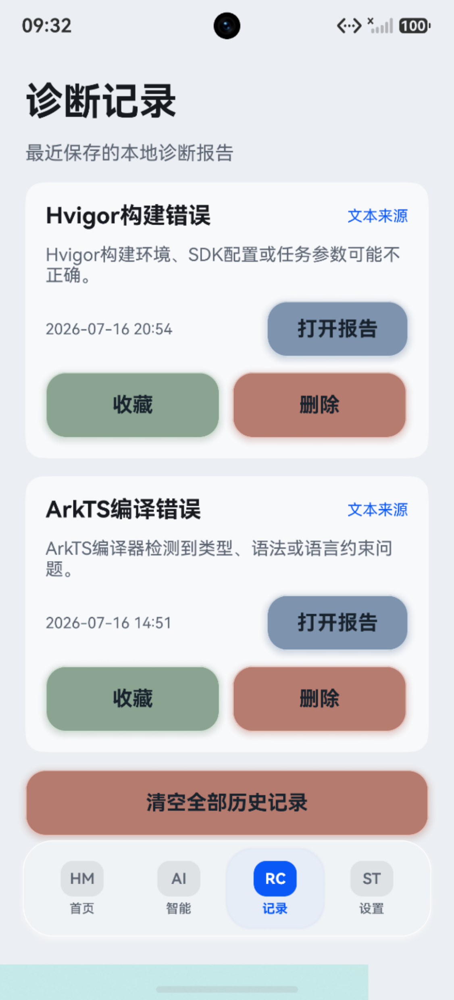 09:32
100
诊断记录
最近保存的本地诊断报告
Hvigor构建错误
文本来源
Hvigor构建环境、SDK配置或任务参数可能不
正确。
2026-07-16 20:54
打开报告
收藏
删除
ArkTS编译错误
文本来源
ArkTS编译器检测到类型、语法或语言约束问
题。
2026-07-16 14:51
打开报告
收藏
删除
清空全部历史记录
HM
AI
RC
ST
首页
智能
记录
设置